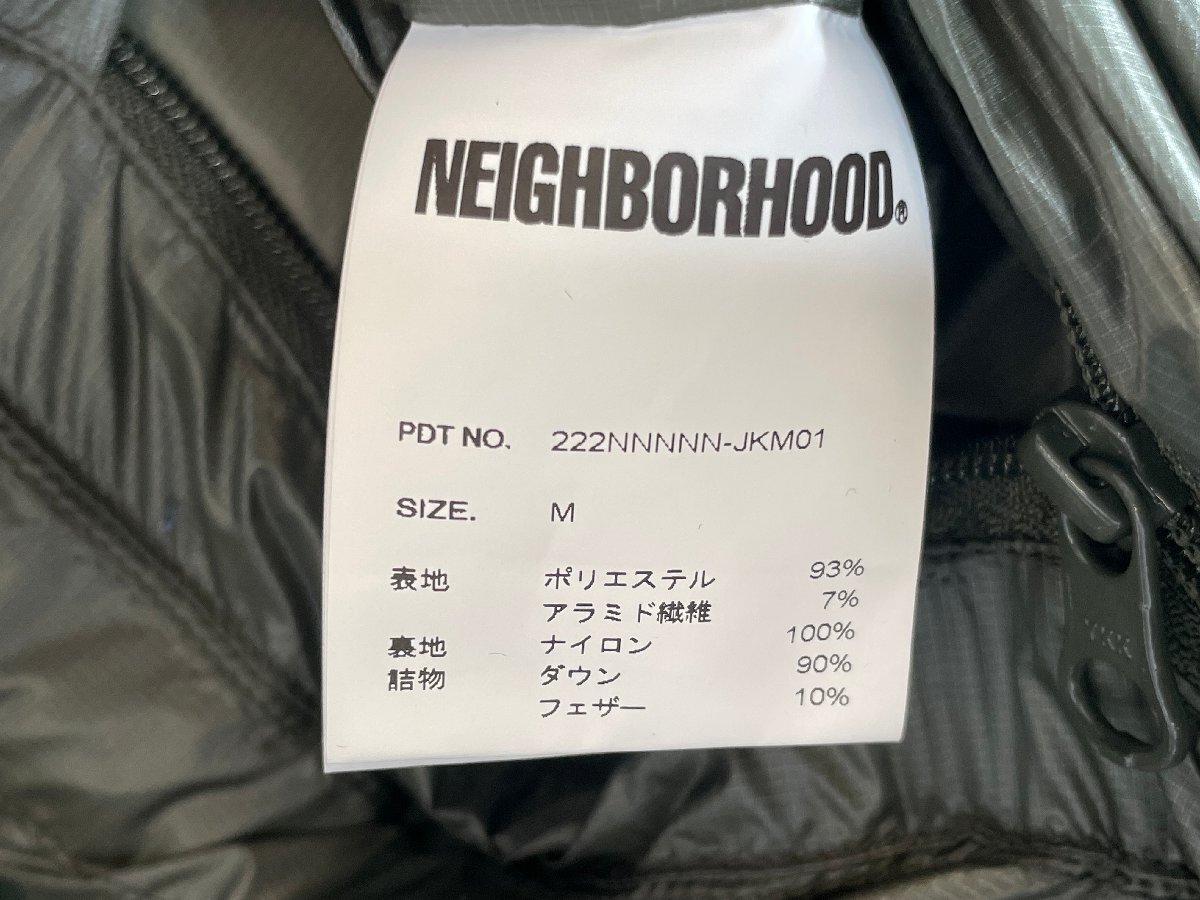 NEIGHBORHOOD®
PDT NO. 222NNNNN-JKM01
SIZE. M
表地 ポリエステル 93%
アラミド繊維 7%
裏地 ナイロン 100%
詰物 ダウン 90%
フェザー 10%
YKK